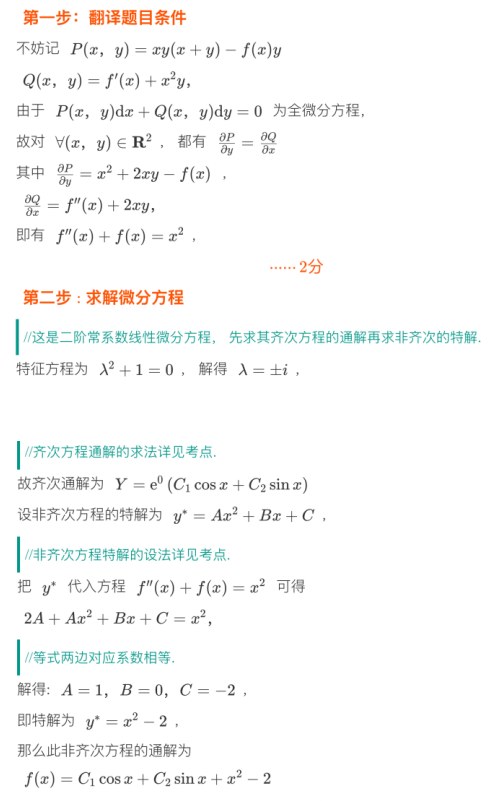 第一步：翻译题目条件
不妨记 P(x, y) = xy(x + y) − f(x)y
Q(x, y) = f′(x) + x²y,
由于 P(x, y)dx + Q(x, y)dy = 0 为全微分方程，
故对 ∀(x, y) ∈ R² ，都有 ∂P/∂y = ∂Q/∂x
其中 ∂P/∂y = x² + 2xy − f(x) ，
∂Q/∂x = f″(x) + 2xy,
即有 f″(x) + f(x) = x² ，
⋯⋯ 2分
第二步：求解微分方程
//这是二阶常系数线性微分方程， 先求其齐次方程的通解再求非齐次的特解.
特征方程为 λ² + 1 = 0 ，解得 λ = ±i ，
//齐次方程通解的求法详见考点.
故齐次通解为 Y = e⁰ (C₁ cos x + C₂ sin x)
设非齐次方程的特解为 y* = Ax² + Bx + C ，
//非齐次方程特解的设法详见考点.
把 y* 代入方程 f″(x) + f(x) = x² 可得
2A + Ax² + Bx + C = x²,
//等式两边对应系数相等.
解得: A = 1, B = 0, C = −2 ，
即特解为 y* = x² − 2 ，
那么此非齐次方程的通解为
f(x) = C₁ cos x + C₂ sin x + x² − 2